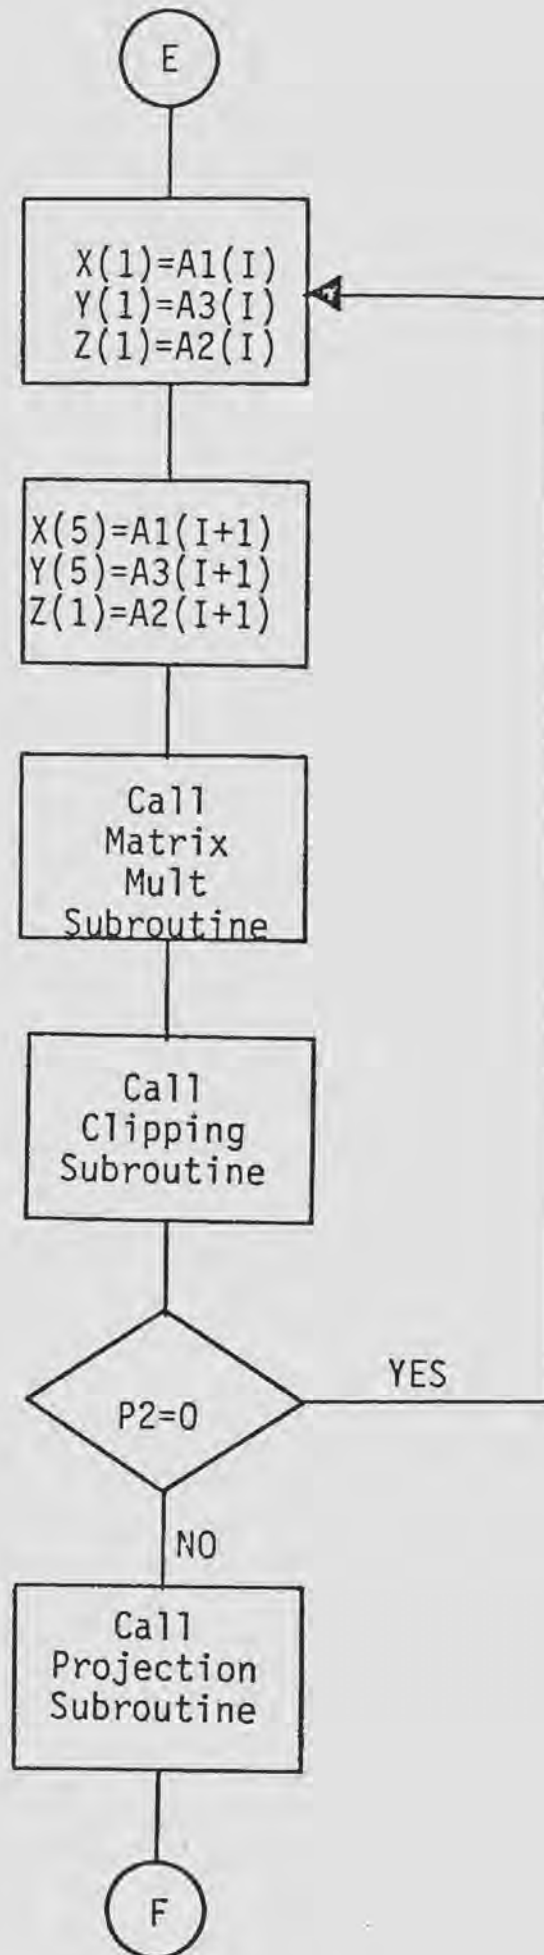 E
X(1)=A1(I)
Y(1)=A3(I)
Z(1)=A2(I)
X(5)=A1(I+1)
Y(5)=A3(I+1)
Z(1)=A2(I+1)
Call
Matrix
Mult
Subroutine
Call
Clipping
Subroutine
P2=0
YES
NO
Call
Projection
Subroutine
F